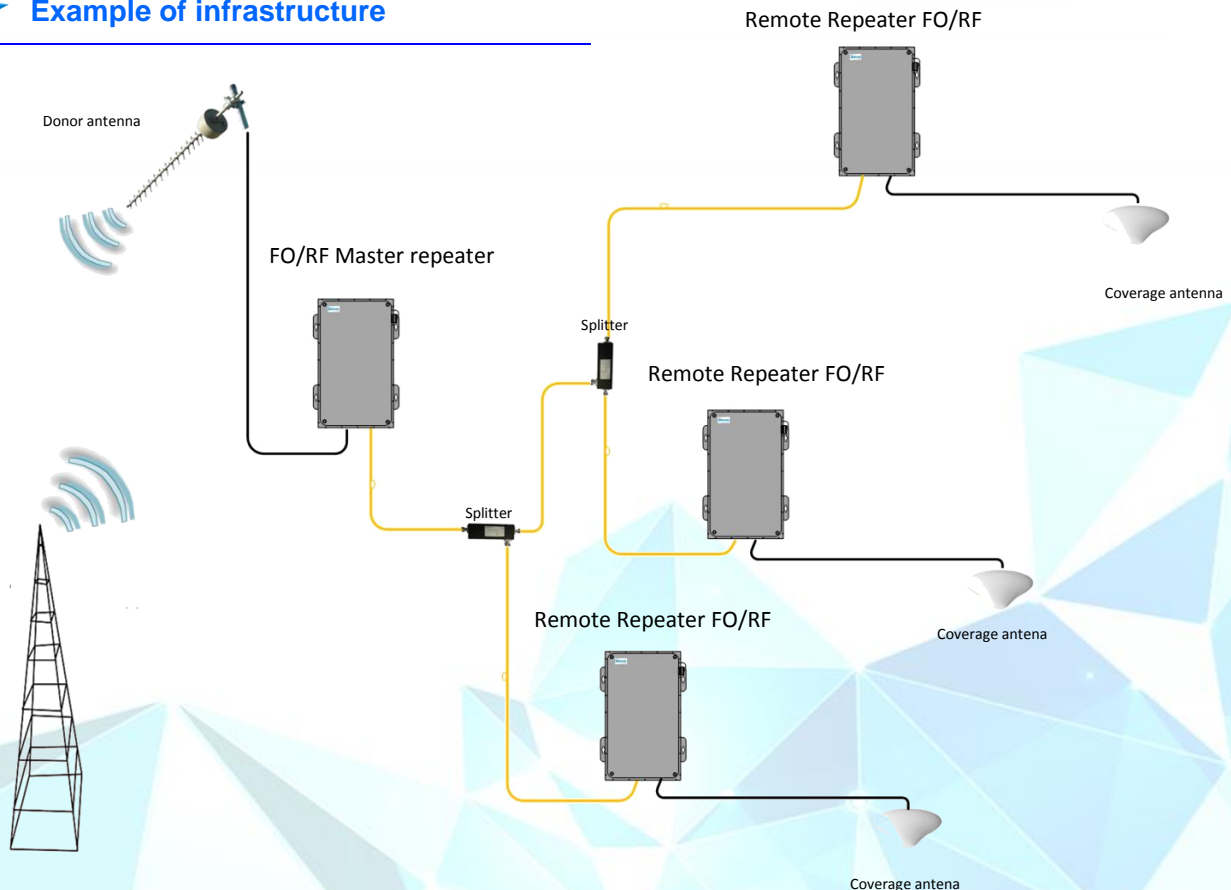 Example of infrastructure
Remote Repeater FO/RF
Donor antenna
FO/RF Master repeater
Coverage antenna
Splitter
Remote Repeater FO/RF
Splitter
Remote Repeater FO/RF
Coverage antena
Coverage antena